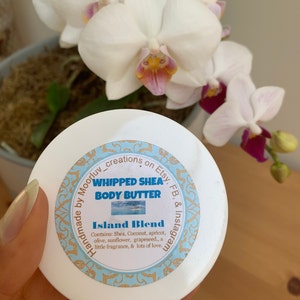 Handmade by Moorluv_creations on Etsy, FB, & Instagram
WHIPPED SHEA
BODY BUTTER
Island Blend
Contains: Shea, Coconut, apricot,
olive, sunflower, grapeseed, a
little fragrance, & lots of love.